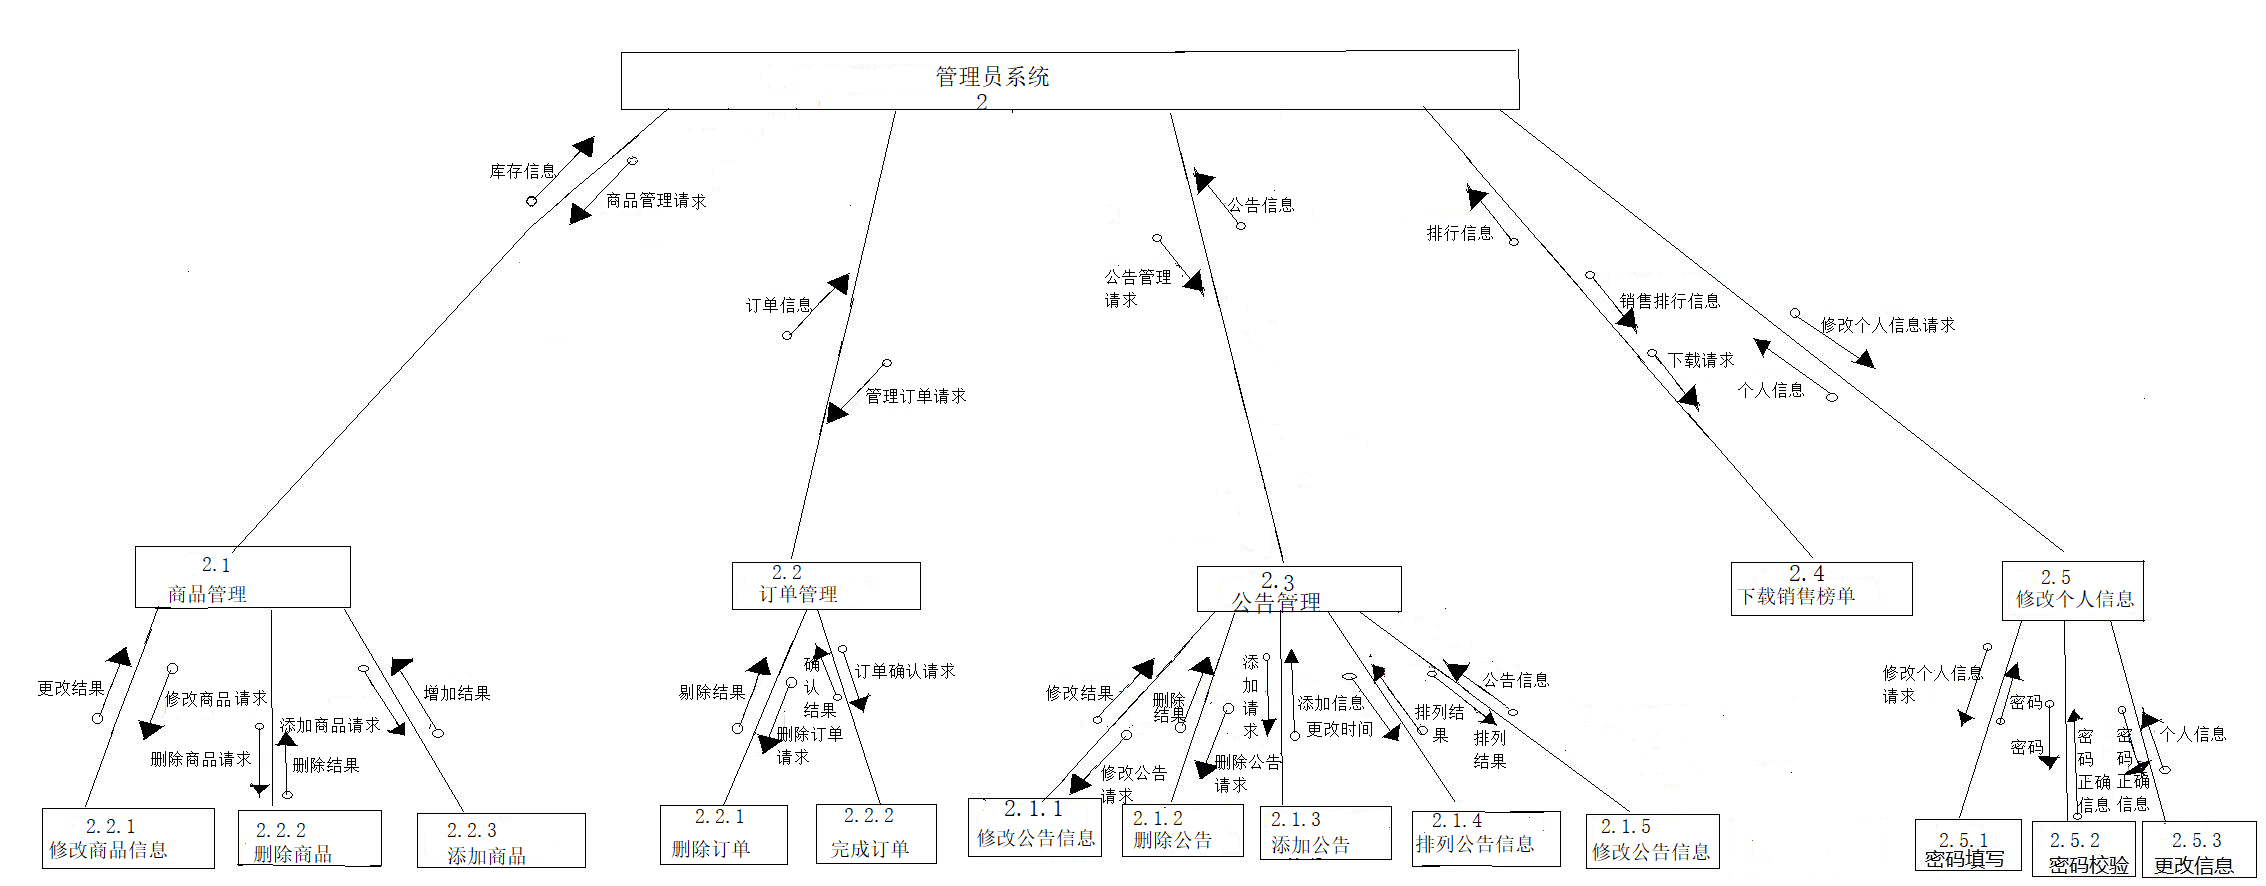 管理员系统
2
库存信息
商品管理请求
订单信息
管理订单请求
公告信息
公告管理
请求
排行信息
销售排行信息
下载请求
修改个人信息请求
个人信息
2.1
商品管理
2.2
订单管理
2.3
公告管理
2.4
下载销售榜单
2.5
修改个人信息
更改结果
修改商品请求
删除商品请求
添加商品请求
删除结果
增加结果
剔除结果
删除订单
请求
确
认
结果
订单确认请求
修改结果
修改公告
请求
删除
结果
删除公告
请求
添
加
请
求
添加信息
更改时间
排列结
果
排列
结果
公告信息
修改个人信息
请求
密码
密码
密
码
正确
信息
密
码
正确
信息
个人信息
2.2.1
修改商品信息
2.2.2
删除商品
2.2.3
添加商品
2.2.1
删除订单
2.2.2
完成订单
2.1.1
修改公告信息
2.1.2
删除公告
2.1.3
添加公告
2.1.4
排列公告信息
2.1.5
修改公告信息
2.5.1
密码填写
2.5.2
密码校验
2.5.3
更改信息